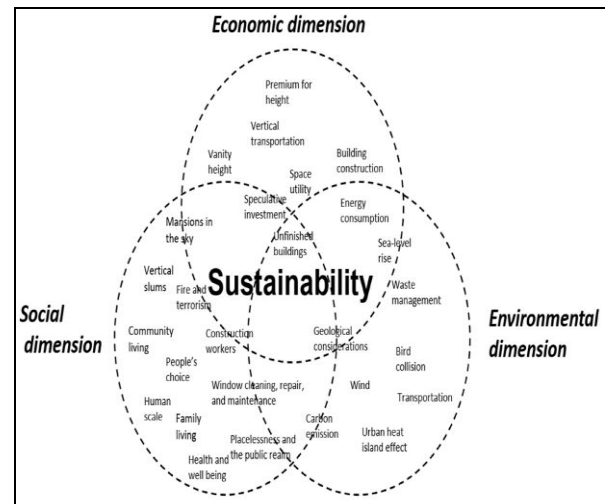 Economic dimension
Premium for
height
Vertical
transportation
Vanity
height
Building
construction
Space
utility
Speculative
investment
Energy
consumption
Mansions in
the sky
Unfinished
buildings
Sea-level
rise
Sustainability
Vertical
slums
Fire and
terrorism
Waste
management
Social
dimension
Environmental
dimension
Community
living
Construction
workers
Geological
considerations
People's
choice
Bird
collision
Window cleaning, repair,
and maintenance
Wind
Transportation
Human
scale
Family
living
Carbon
emission
Placelessness and
the public realm
Urban heat
island effect
Health and
well being